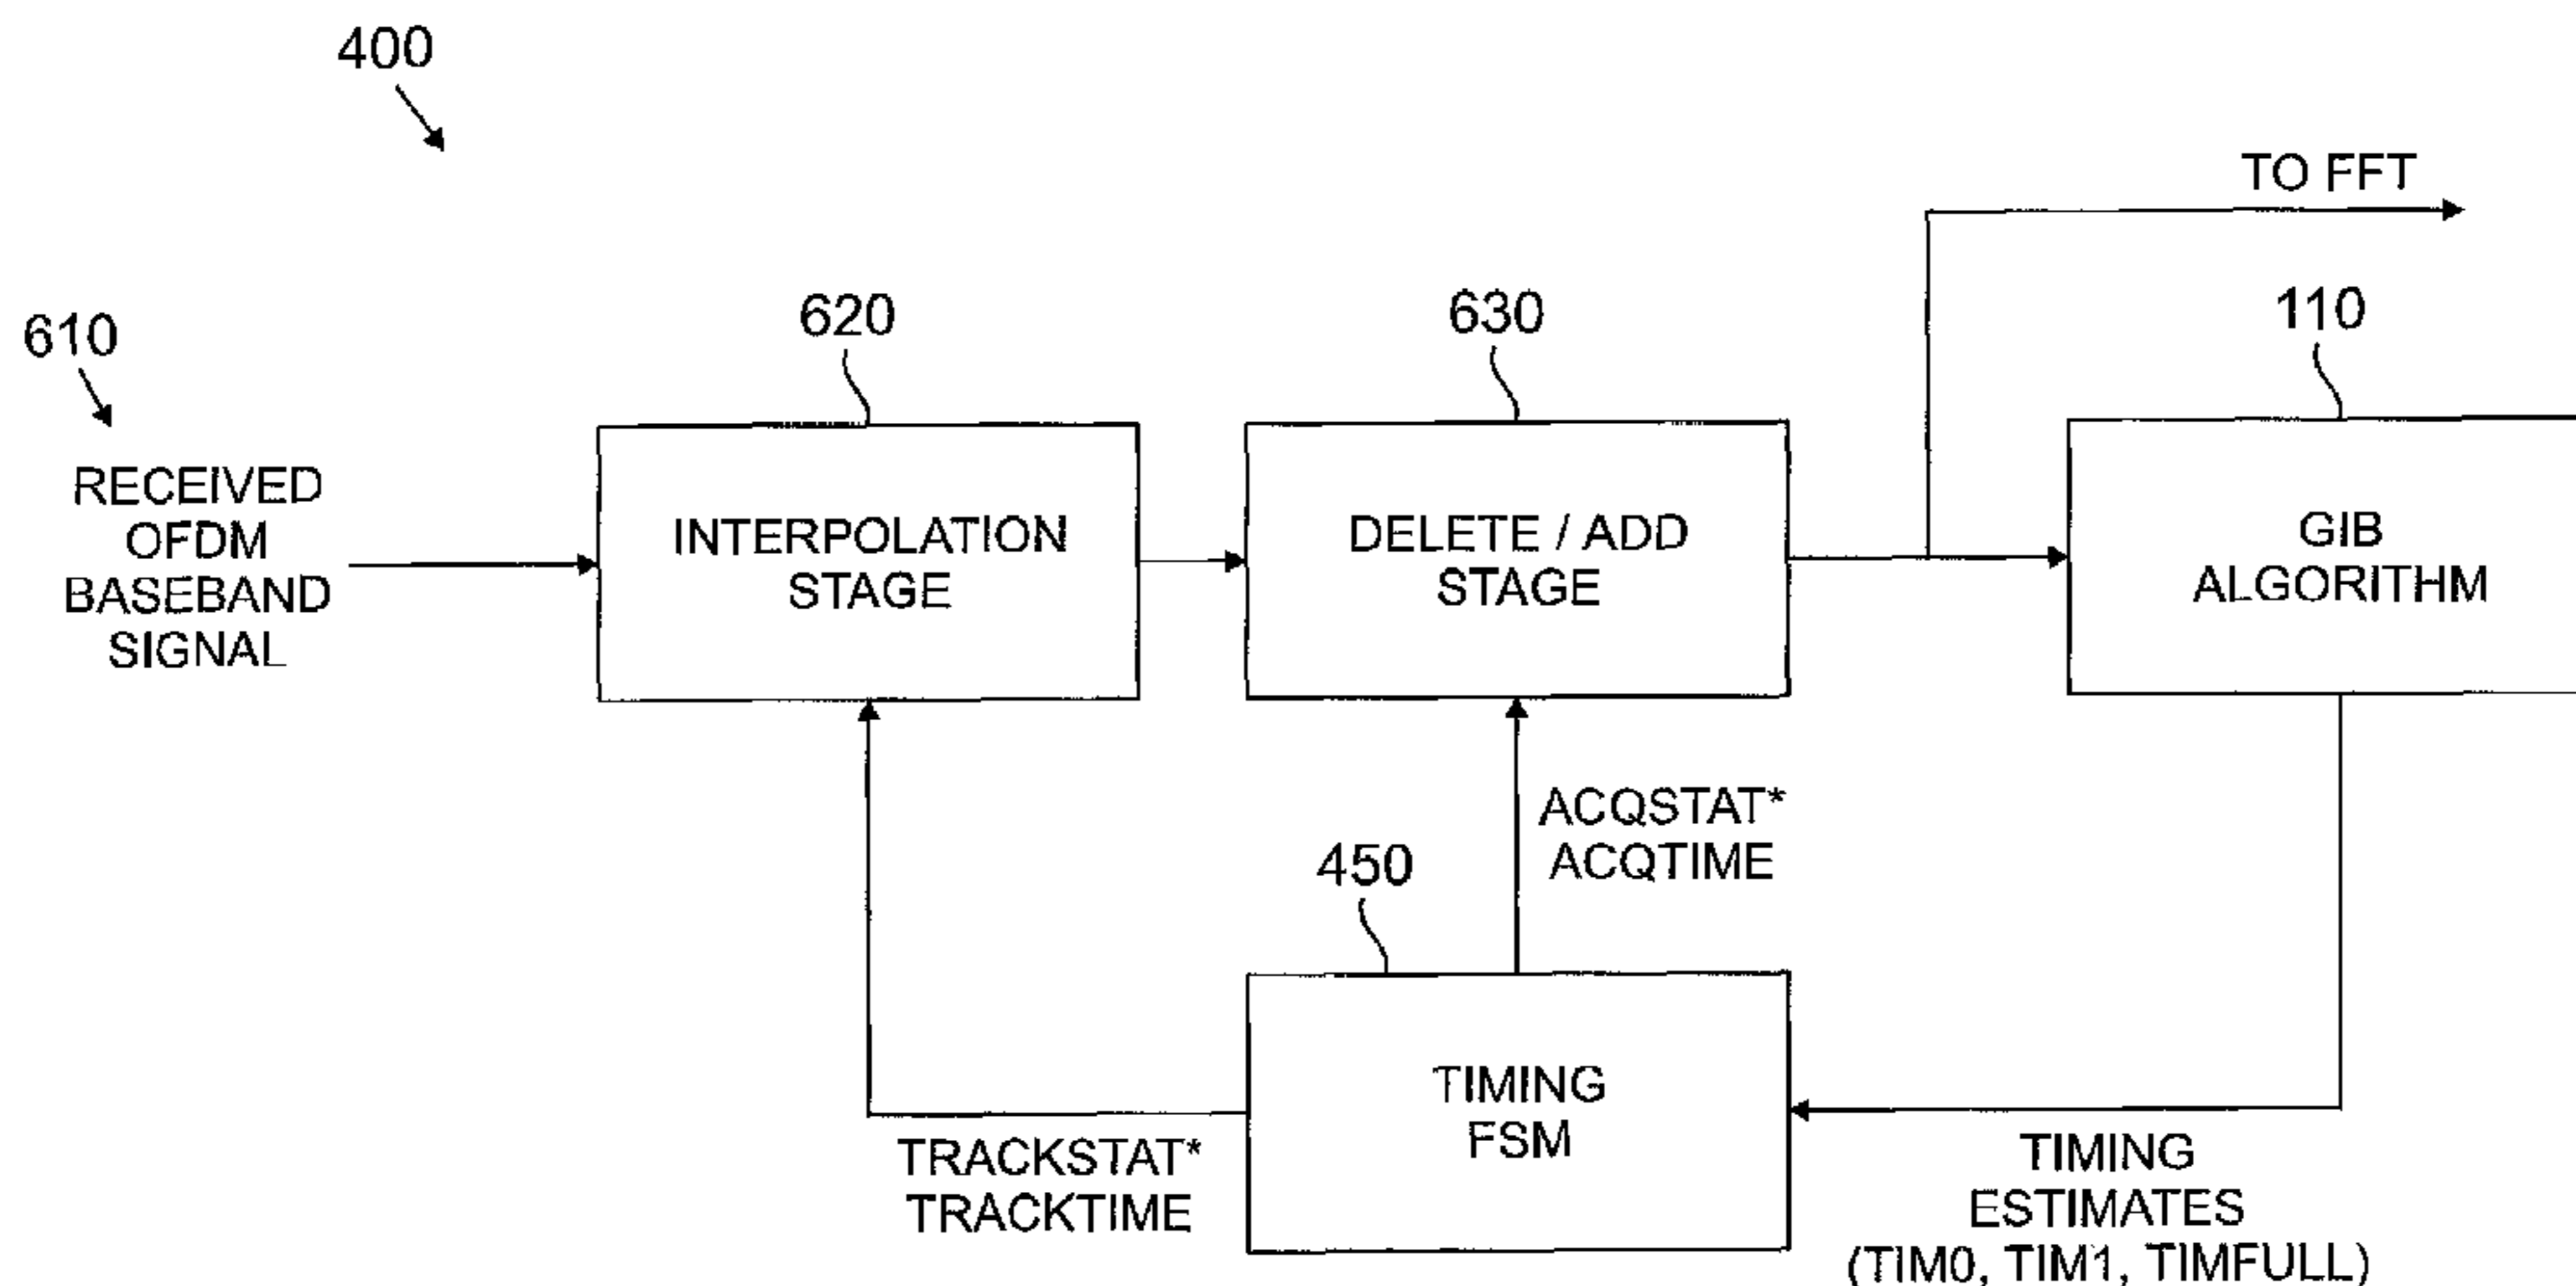 400
TO FFT
610
620
630
110
RECEIVED
OFDM
BASEBAND
SIGNAL
INTERPOLATION
STAGE
DELETE / ADD
STAGE
GIB
ALGORITHM
ACQSTAT*
ACQTIME
450
TIMING
FSM
TRACKSTAT*
TRACKTIME
TIMING
ESTIMATES
(TIM0, TIM1, TIMFULL)